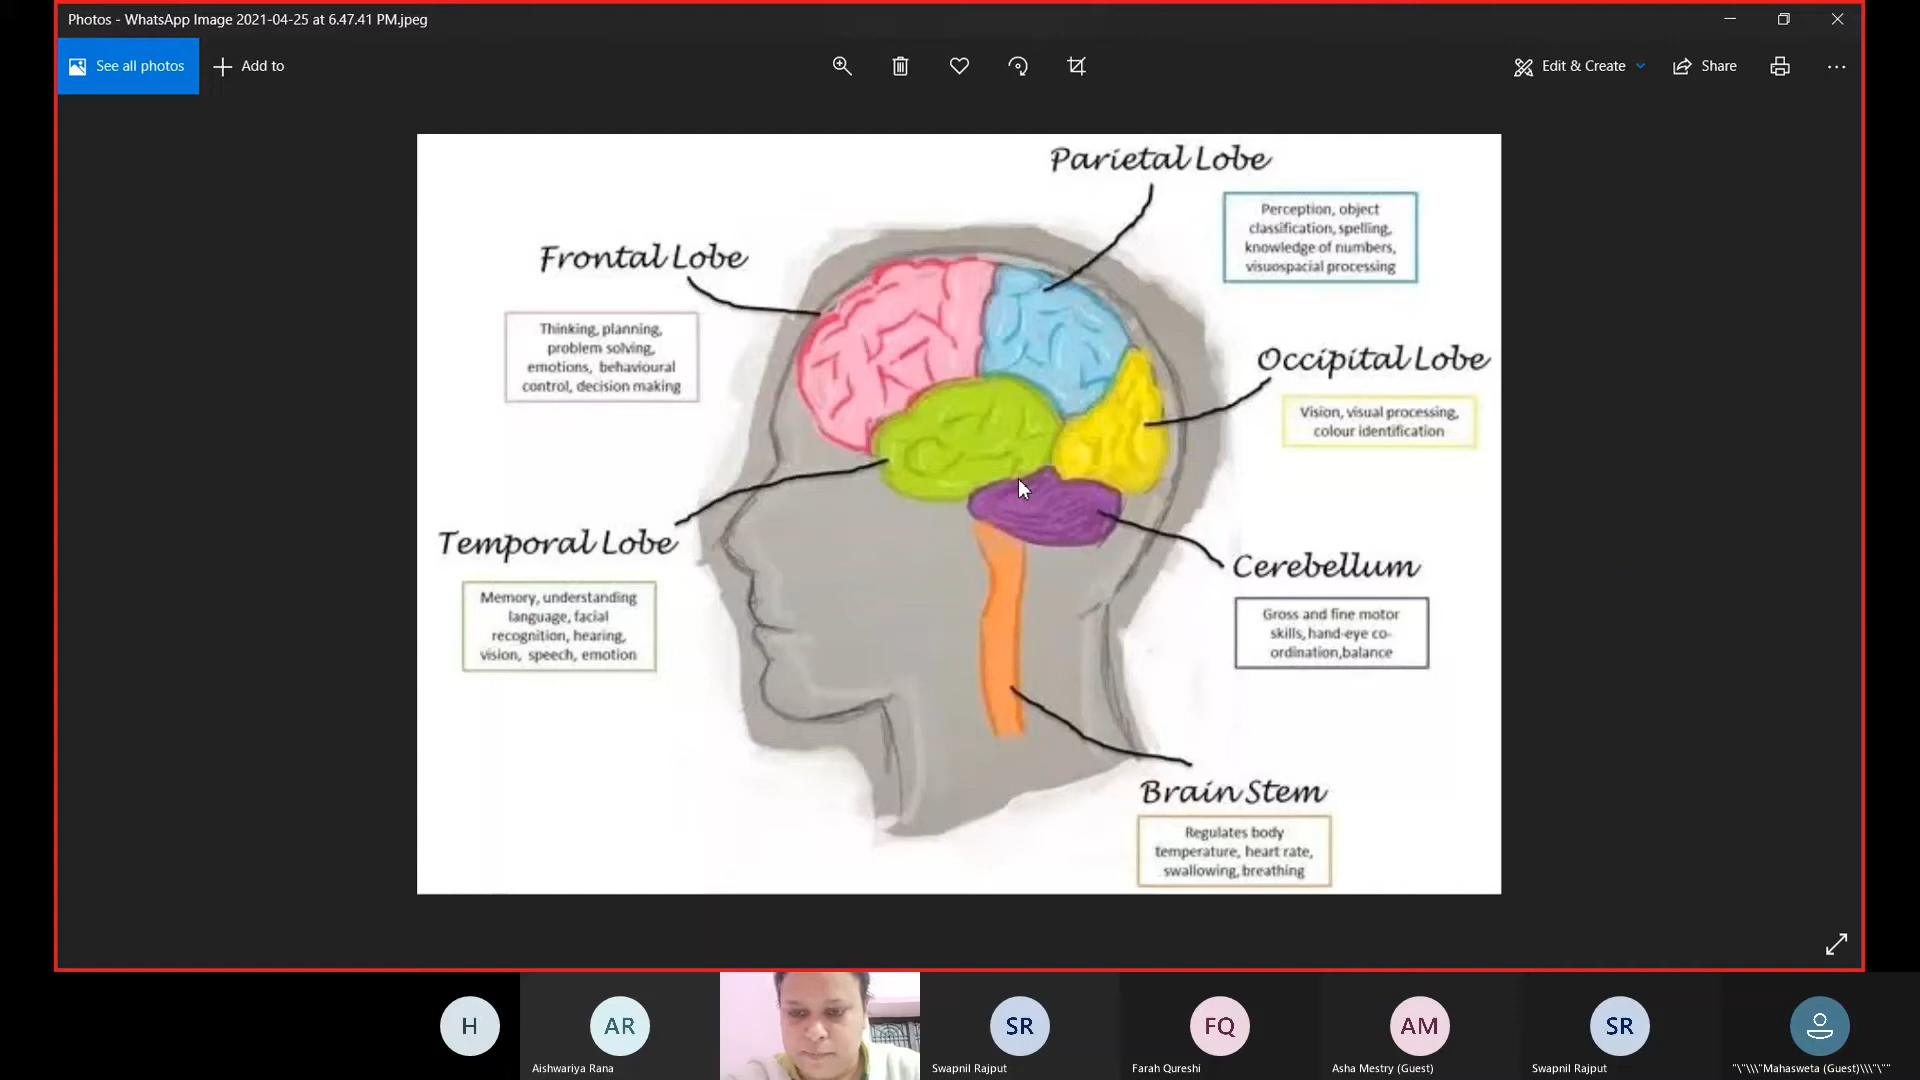 Photos - WhatsApp Image 2021-04-25 at 6.47.41 PM.jpeg
See all photos
Add to
Edit & Create
Share
Parietal Lobe
Perception, object
classification, spelling,
knowledge of numbers,
visuospacial processing
Frontal Lobe
Thinking, planning,
problem solving,
emotions, behavioural
control, decision making
Occipital Lobe
Vision, visual processing,
colour identification
Temporal Lobe
Memory, understanding
language, facial
recognition, hearing,
vision, speech, emotion
Cerebellum
Gross and fine motor
skills, hand-eye co-
ordination,balance
Brain Stem
Regulates body
temperature, heart rate,
swallowing, breathing
H
AR
SR
FQ
AM
SR
Aishwariya Rana
Swapnil Rajput
Farah Qureshi
Asha Mestry (Guest)
Swapnil Rajput
"\"\\\"Mahasweta (Guest)\\\"\""